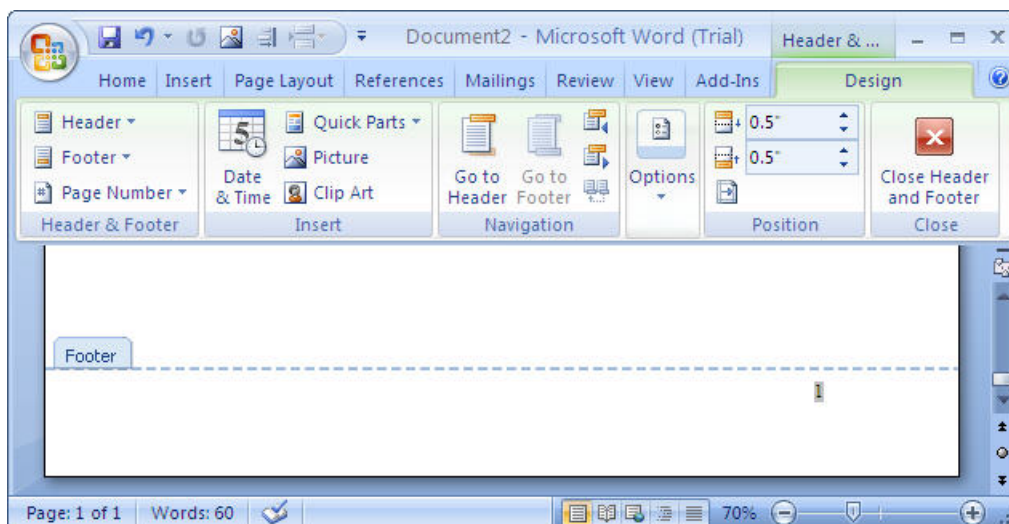 Document2 - Microsoft Word (Trial) Header & ...
Home Insert Page Layout References Mailings Review View Add-Ins Design
Header
Footer
Page Number
Header & Footer
5
Date
& Time
Quick Parts
Picture
Clip Art
Insert
Go to
Header
Go to
Footer
Navigation
Options
0.5"
0.5"
Position
Close Header
and Footer
Close
Footer
1
Page: 1 of 1 Words: 60 70%